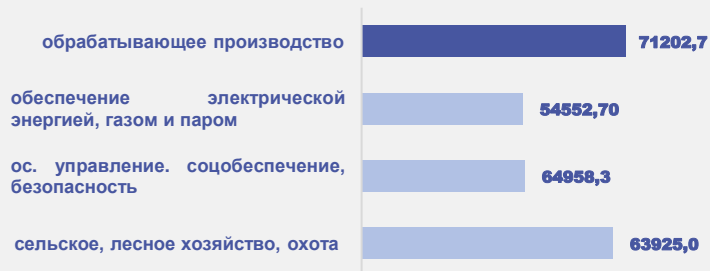 обрабатывающее производство
71202,7
обеспечение электрической
энергией, газом и паром
54552,70
ос. управление. соцобеспечение,
безопасность
64958,3
сельское, лесное хозяйство, охота
63925,0